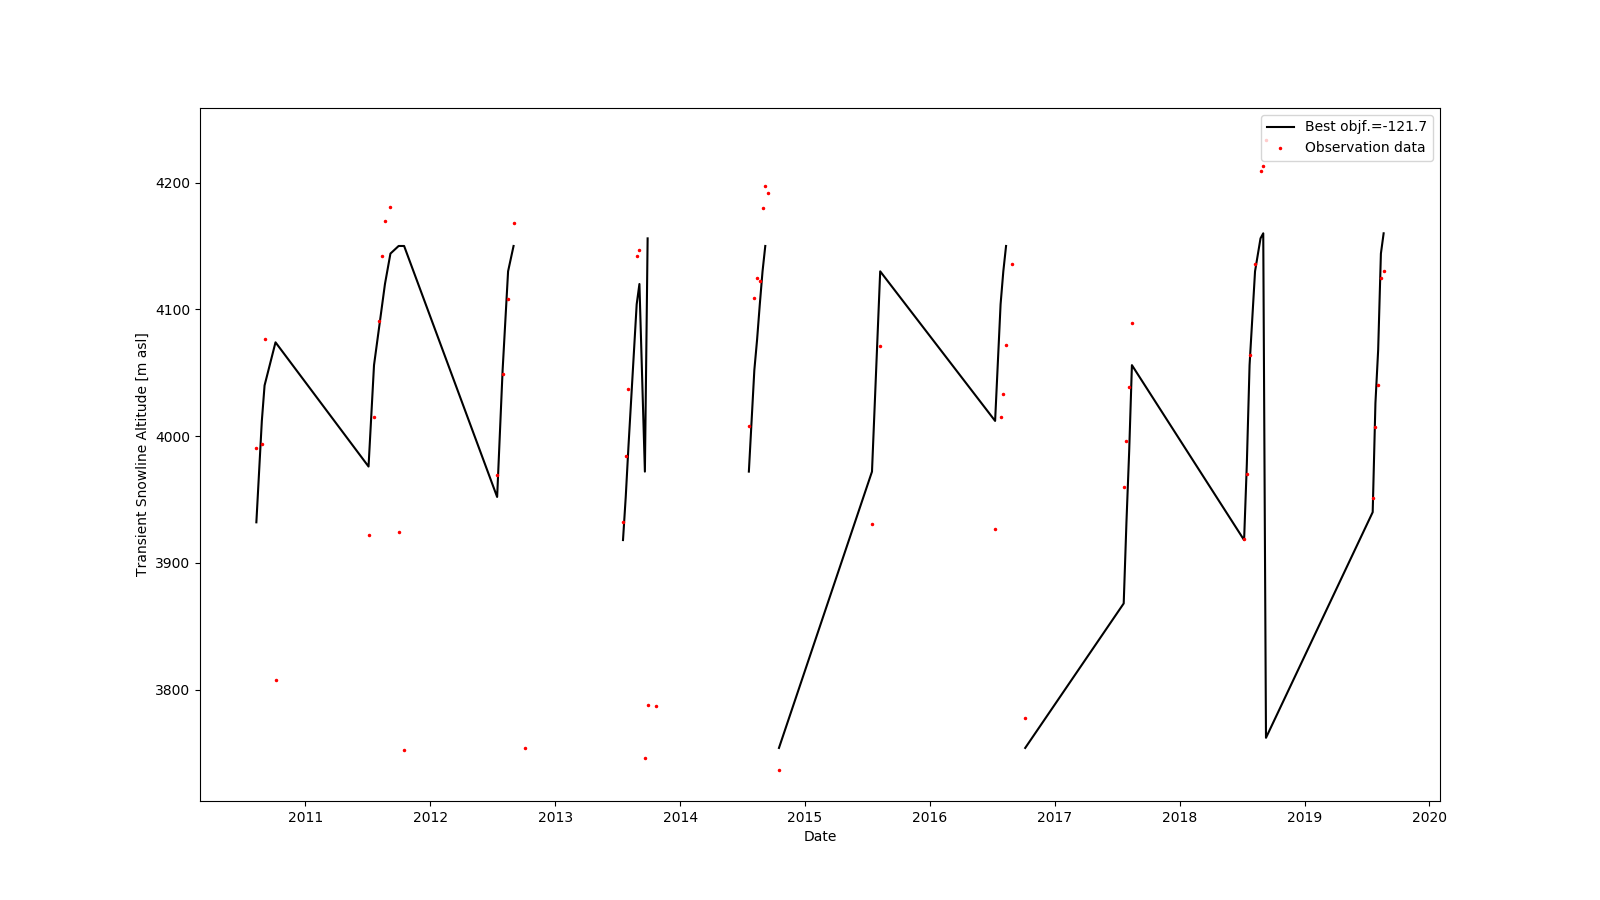 Best objf.=-121.7
Observation data
4200
4100
4000
3900
3800
Transient Snowline Altitude [m asl]
2011 2012 2013 2014 2015 2016 2017 2018 2019 2020
Date